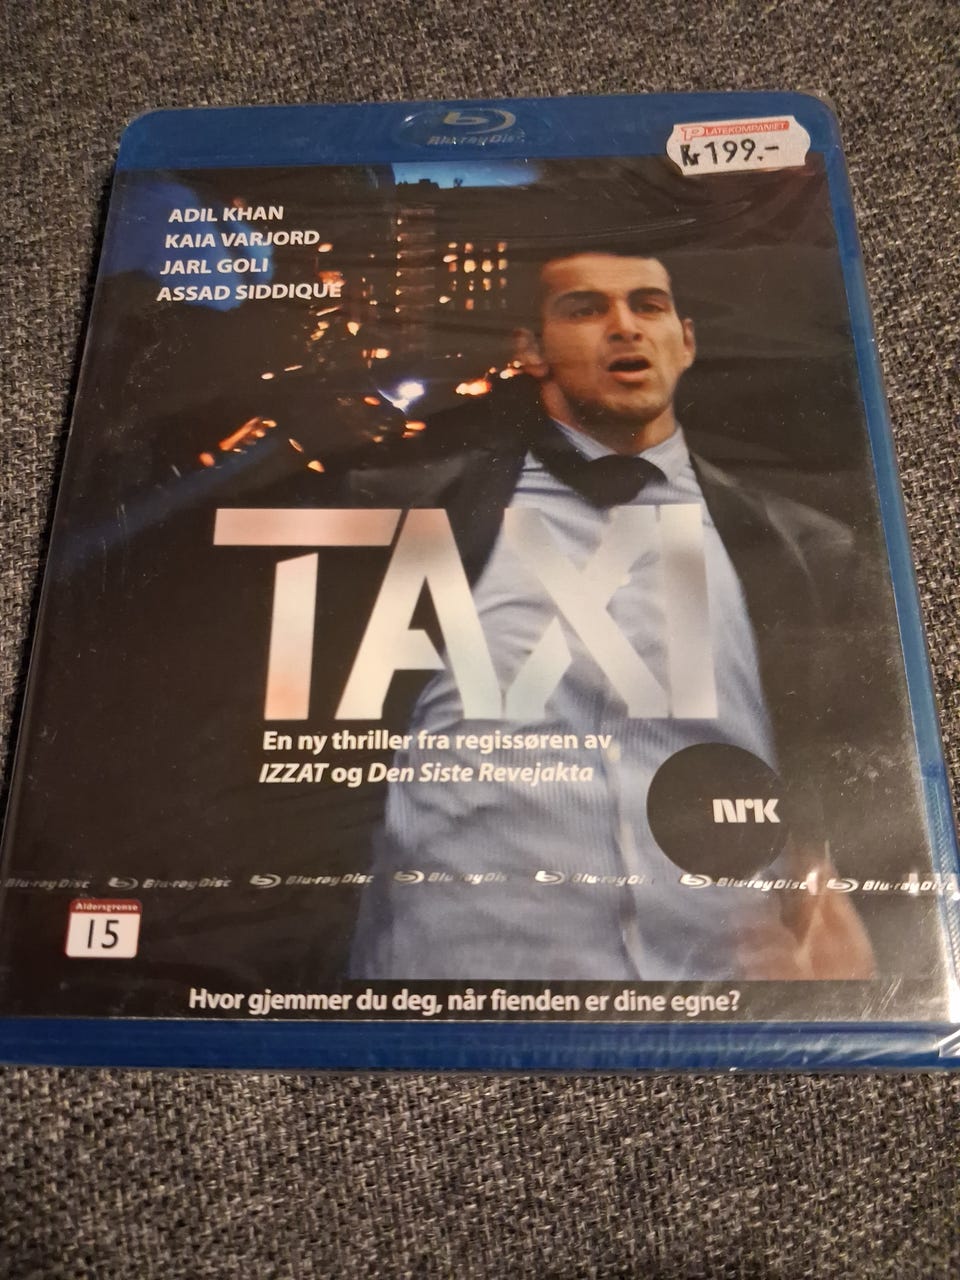 Blu-ray Disc
PLATEKOMPANIET
Kr 199.-
ADIL KHAN
KAIA VARJORD
JARL GOLI
ASSAD SIDDIQUE
TAXI
En ny thriller fra regissøren av
IZZAT og Den Siste Revejakta
NRK
Blu-ray Disc Blu-ray Disc Blu-ray Disc Blu-ray Disc Blu-ray Disc Blu-ray Disc Blu-ray Disc
Aldersgrense
15
Hvor gjemmer du deg, når fienden er dine egne?